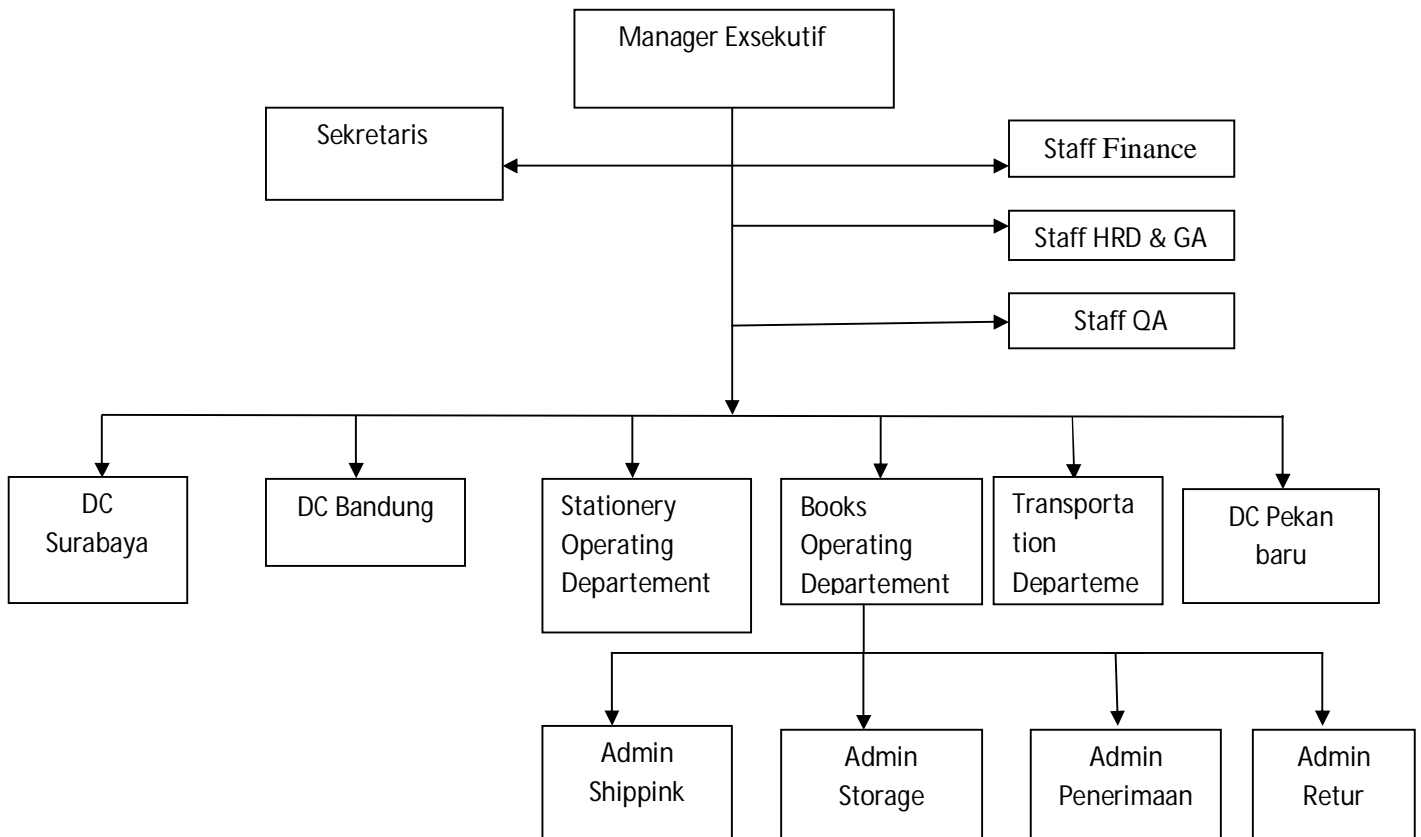 Manager Exsekutif
Sekretaris
Staff Finance
Staff HRD & GA
Staff QA
DC
Surabaya
DC Bandung
Stationery
Operating
Departement
Books
Operating
Departement
Transporta
tion
Departeme
DC Pekan
baru
Admin
Shippink
Admin
Storage
Admin
Penerimaan
Admin
Retur